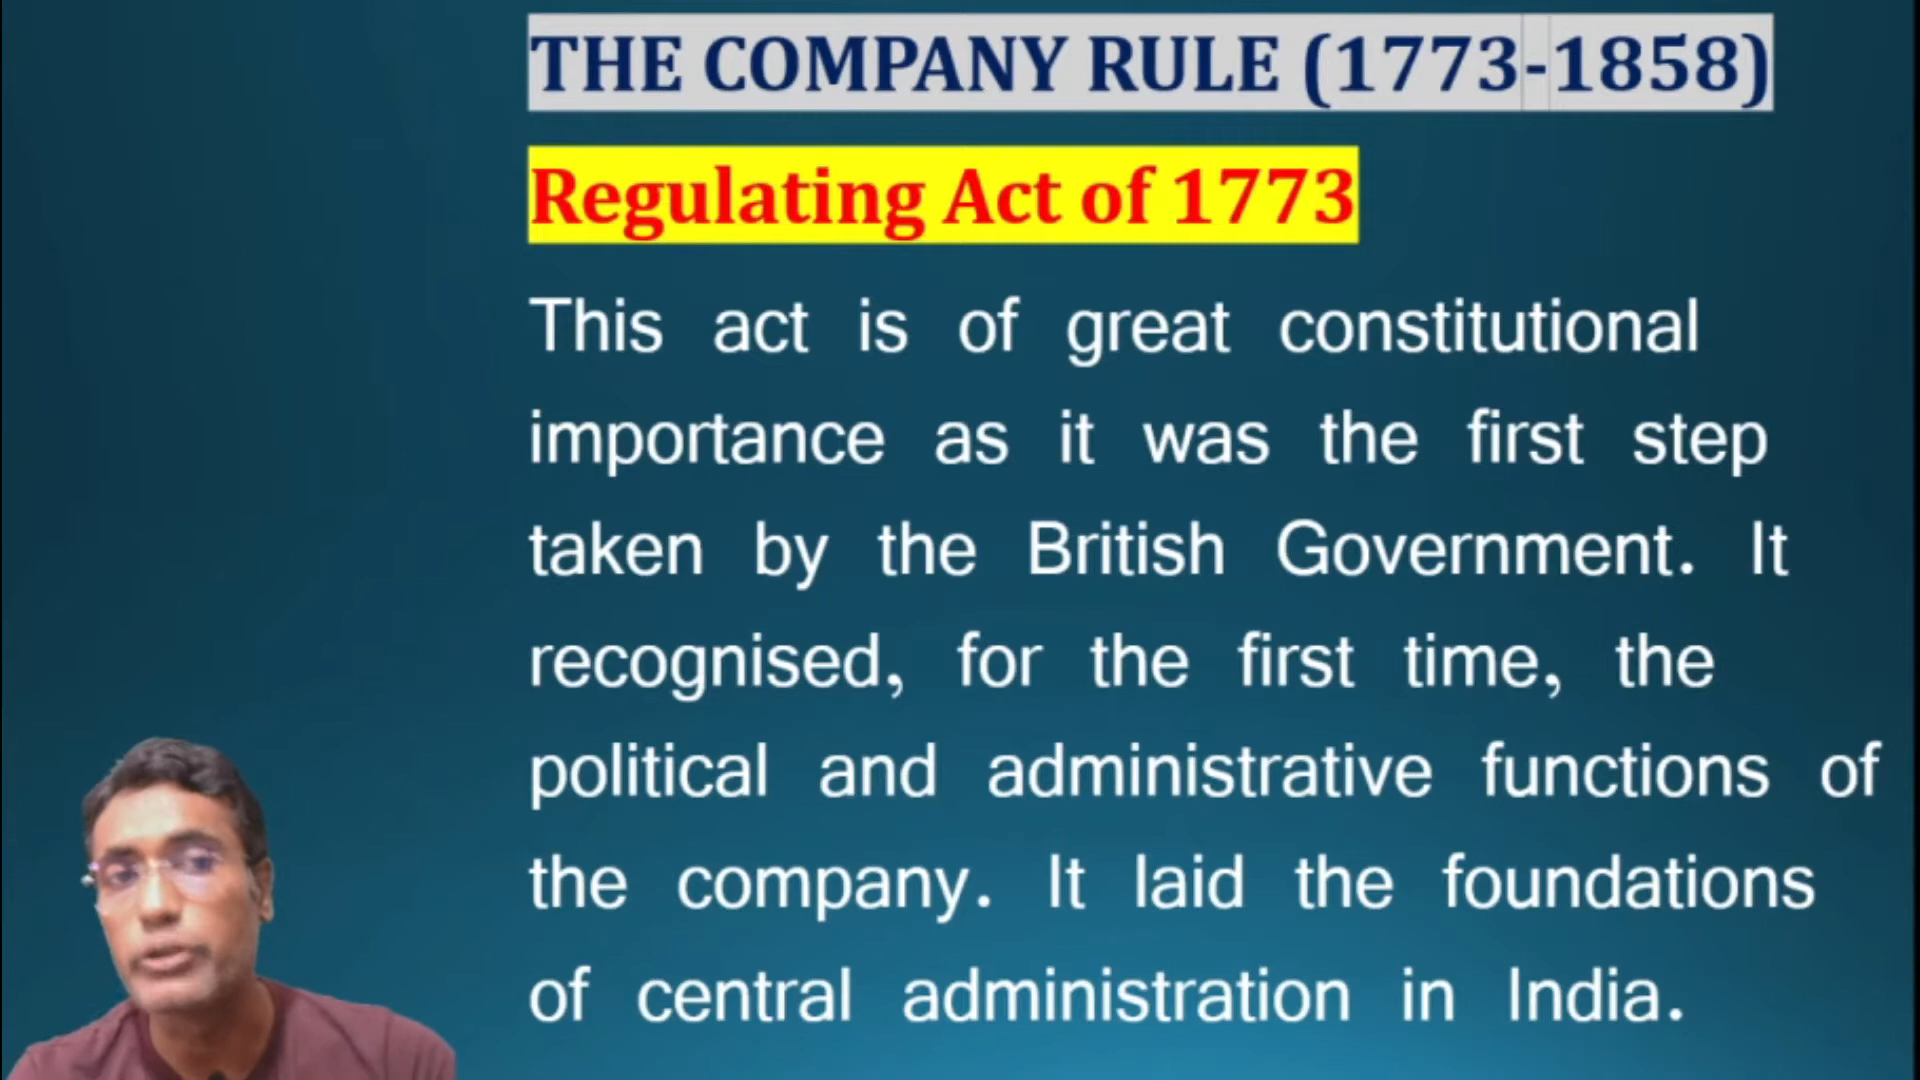 THE COMPANY RULE (1773-1858)
Regulating Act of 1773
This act is of great constitutional
importance as it was the first step
taken by the British Government. It
recognised, for the first time, the
political and administrative functions of
the company. It laid the foundations
of central administration in India.